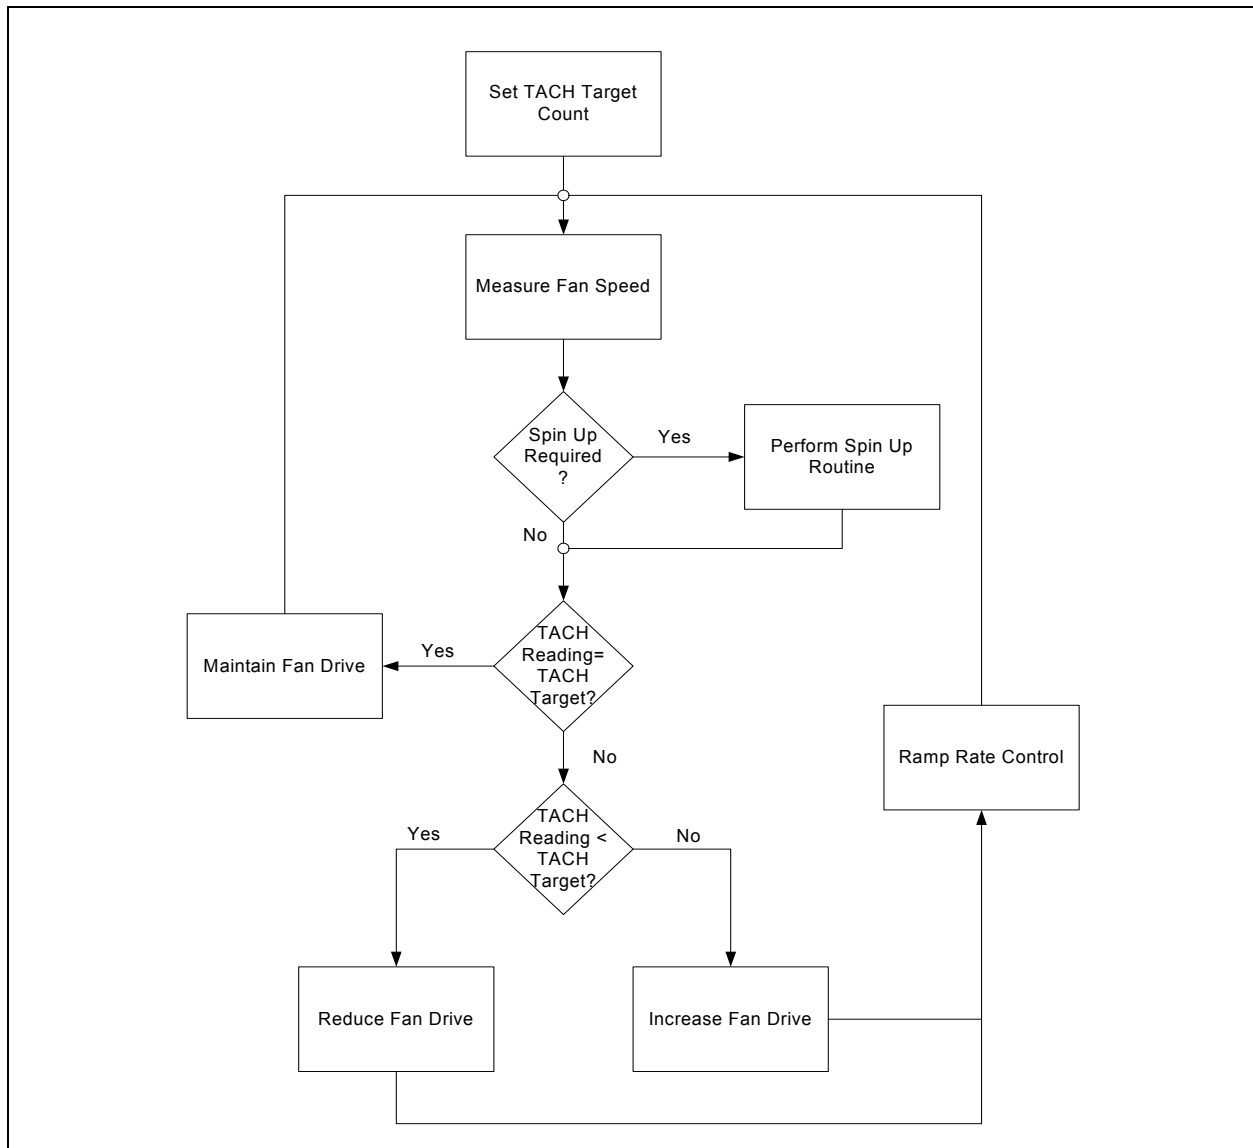 Set TACH Target
Count
Measure Fan Speed
Spin Up
Required
?
Yes
Perform Spin Up
Routine
No
TACH
Reading=
TACH
Target?
Yes
Maintain Fan Drive
No
Ramp Rate Control
TACH
Reading <
TACH
Target?
Yes
No
Reduce Fan Drive
Increase Fan Drive